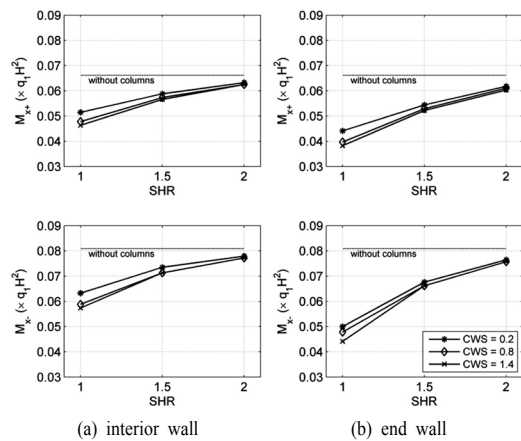 0.09
0.08
0.07
0.06
0.05
0.04
0.03
M_{x+} (× q_1H^2)
without columns
1 1.5 2
SHR
0.09
0.08
0.07
0.06
0.05
0.04
0.03
M_{x+} (× q_1H^2)
without columns
1 1.5 2
SHR
0.09
0.08
0.07
0.06
0.05
0.04
0.03
M_{x-} (× q_1H^2)
without columns
1 1.5 2
SHR
0.09
0.08
0.07
0.06
0.05
0.04
0.03
M_{x-} (× q_1H^2)
without columns
CWS = 0.2
CWS = 0.8
CWS = 1.4
1 1.5 2
SHR
(a) interior wall
(b) end wall